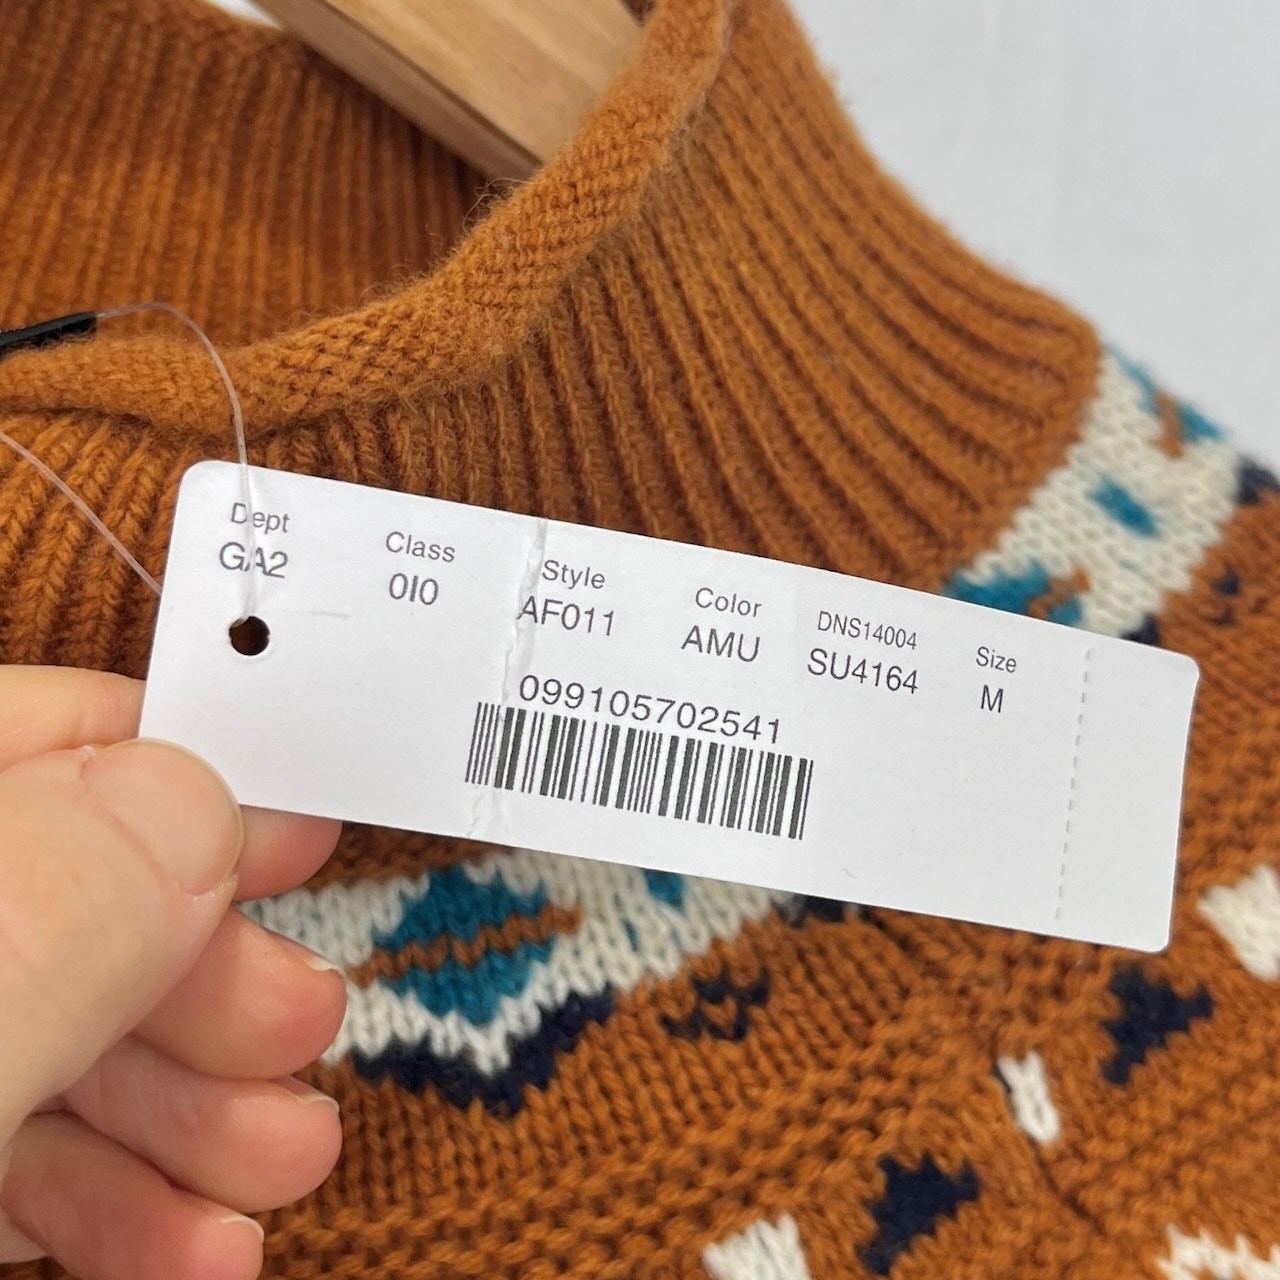 Dept Class Style Color DNS14004 Size
GA2 0I0 AF011 AMU SU4164 M
099105702541